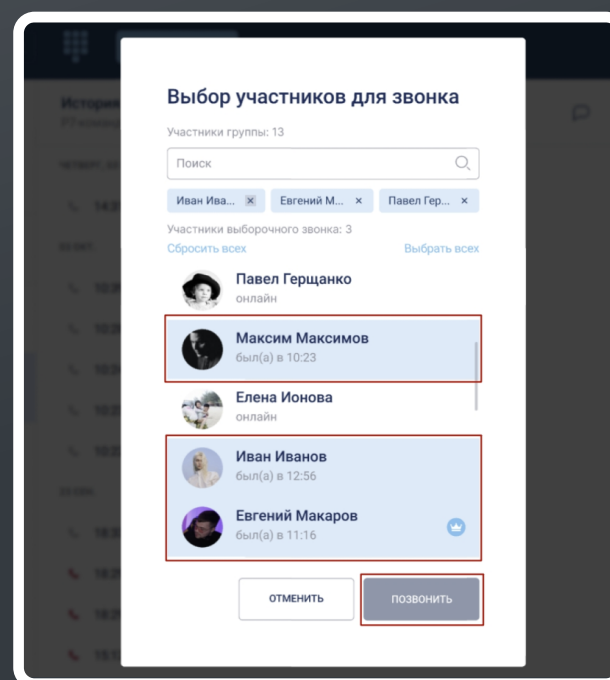 История
Выбор участников для звонка
Участники группы: 13
Поиск
Иван Ива... × Евгений М... × Павел Гер... ×
Участники выборочного звонка: 3
Сбросить всех Выбрать всех
Павел Герщанко
онлайн
Максим Максимов
был(а) в 10:23
Елена Ионова
онлайн
Иван Иванов
был(а) в 12:56
Евгений Макаров
был(а) в 11:16
ОТМЕНИТЬ ПОЗВОНИТЬ